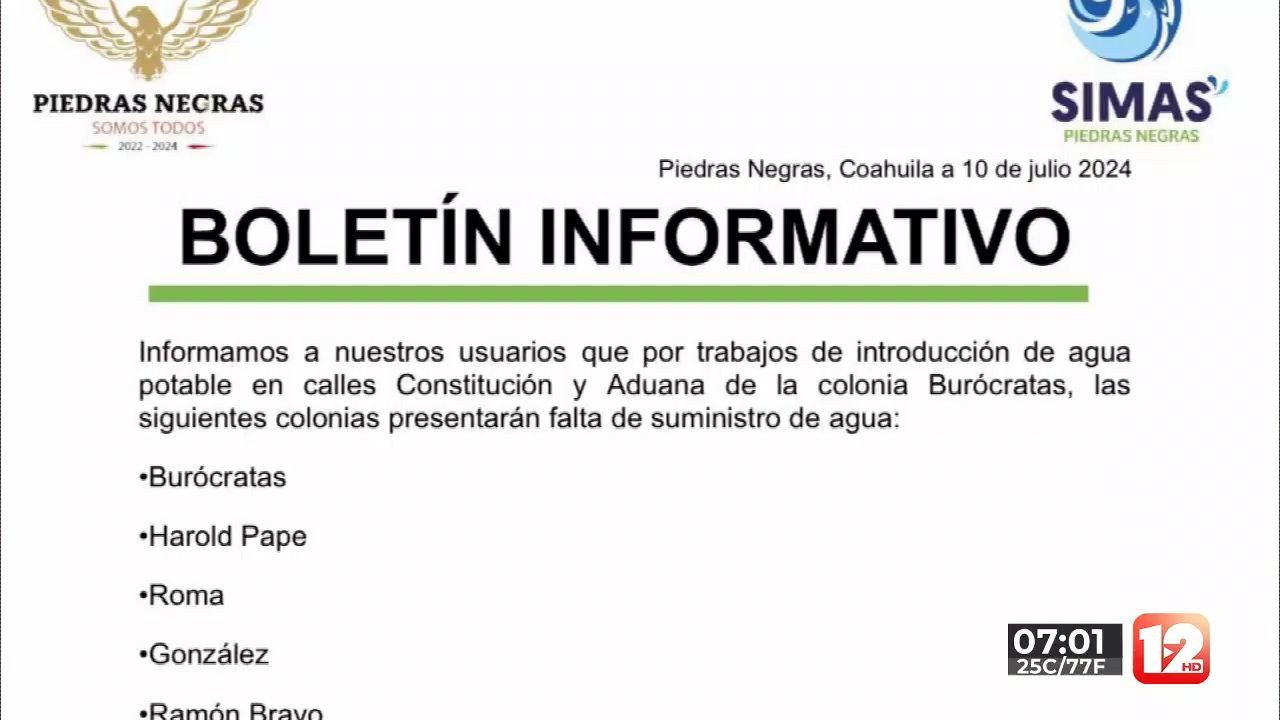 PIEDRAS NEGRAS
SOMOS TODOS
2022 - 2024
SIMAS
PIEDRAS NEGRAS
Piedras Negras, Coahuila a 10 de julio 2024
BOLETÍN INFORMATIVO
Informamos a nuestros usuarios que por trabajos de introducción de agua
potable en calles Constitución y Aduana de la colonia Burócratas, las
siguientes colonias presentarán falta de suministro de agua:
•Burócratas
•Harold Pape
•Roma
•González
•Ramón Bravo
07:01
25C/77F
12
HD